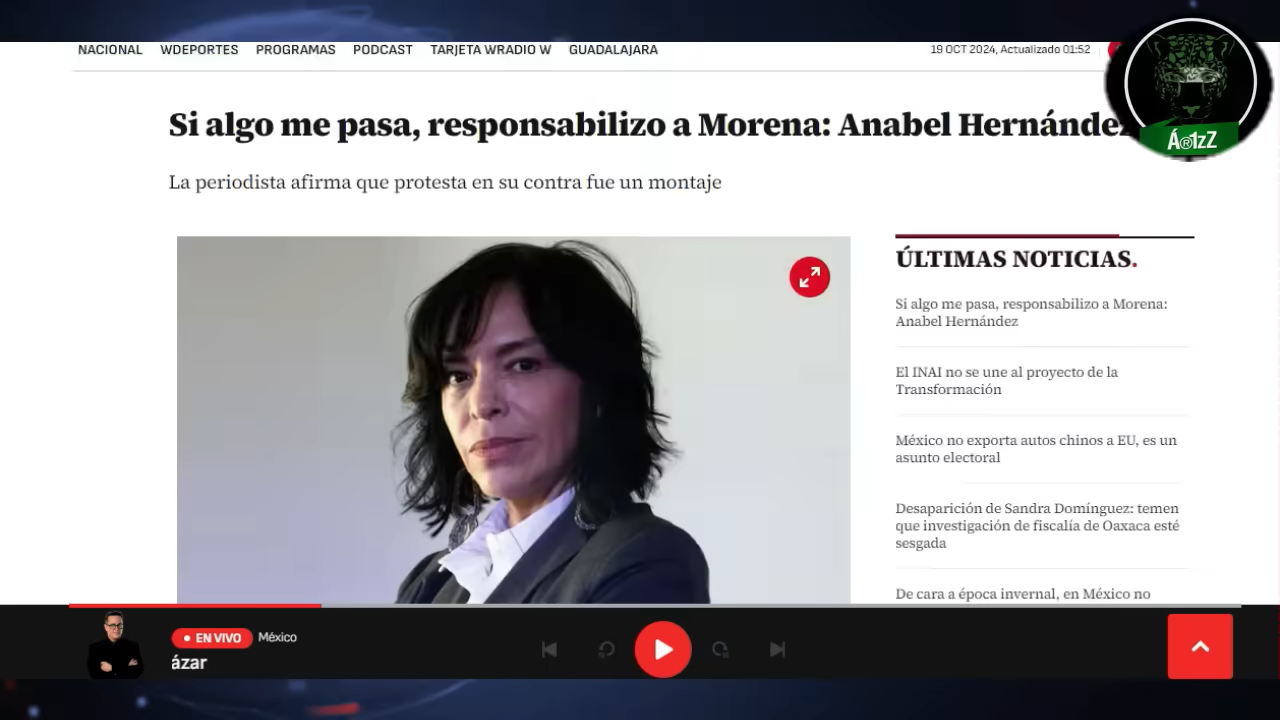 NACIONAL WDEPORTES PROGRAMAS PODCAST TARJETA WRADIO W GUADALAJARA
19 OCT 2024, Actualizado 01:52
Si algo me pasa, responsabilizo a Morena: Anabel Hernández
Á®1zZ
La periodista afirma que protesta en su contra fue un montaje
ÚLTIMAS NOTICIAS.
Si algo me pasa, responsabilizo a Morena:
Anabel Hernández
El INAI no se une al proyecto de la
Transformación
México no exporta autos chinos a EU, es un
asunto electoral
Desaparición de Sandra Domínguez: temen
que investigación de fiscalía de Oaxaca esté
sesgada
De cara a época invernal, en México no
EN VIVO México
ázar